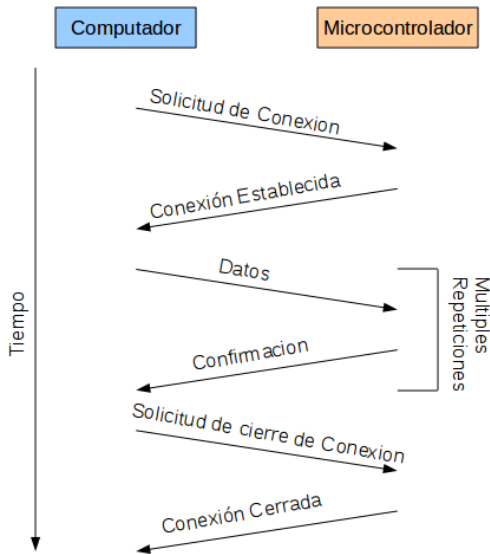 Computador
Microcontrolador
Solicitud de Conexion
Conexión Establecida
Datos
Multiples
Repeticiones
Tiempo
Confirmacion
Solicitud de cierre de Conexion
Conexión Cerrada